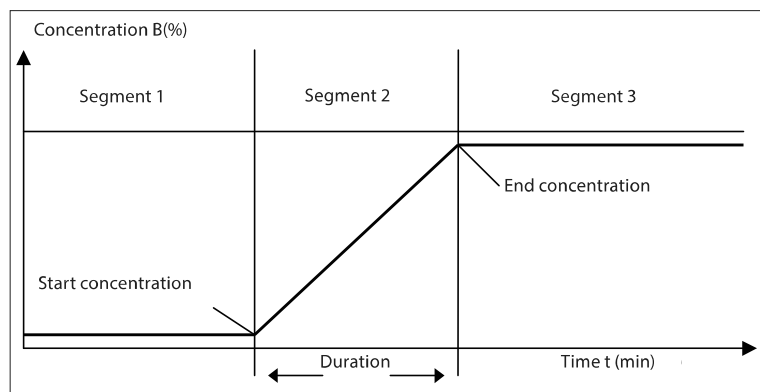 Concentration B(%)
Segment 1
Segment 2
Segment 3
End concentration
Start concentration
Duration
Time t (min)